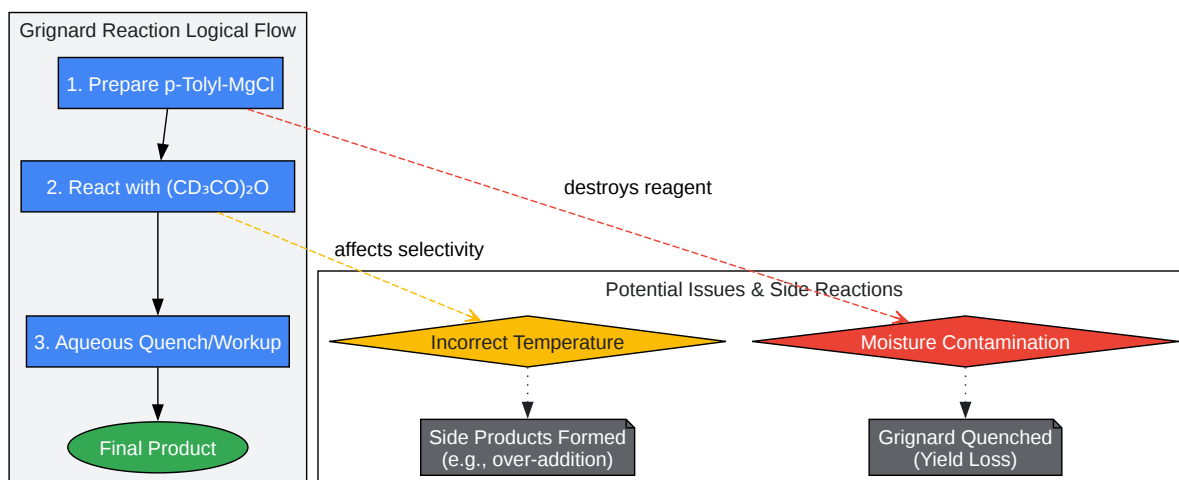 Grignard Reaction Logical Flow
1. Prepare p-Tolyl-MgCl
2. React with (CD₃CO)₂O
3. Aqueous Quench/Workup
Final Product
destroys reagent
affects selectivity
Potential Issues & Side Reactions
Incorrect Temperature
Moisture Contamination
Side Products Formed
(e.g., over-addition)
Grignard Quenched
(Yield Loss)